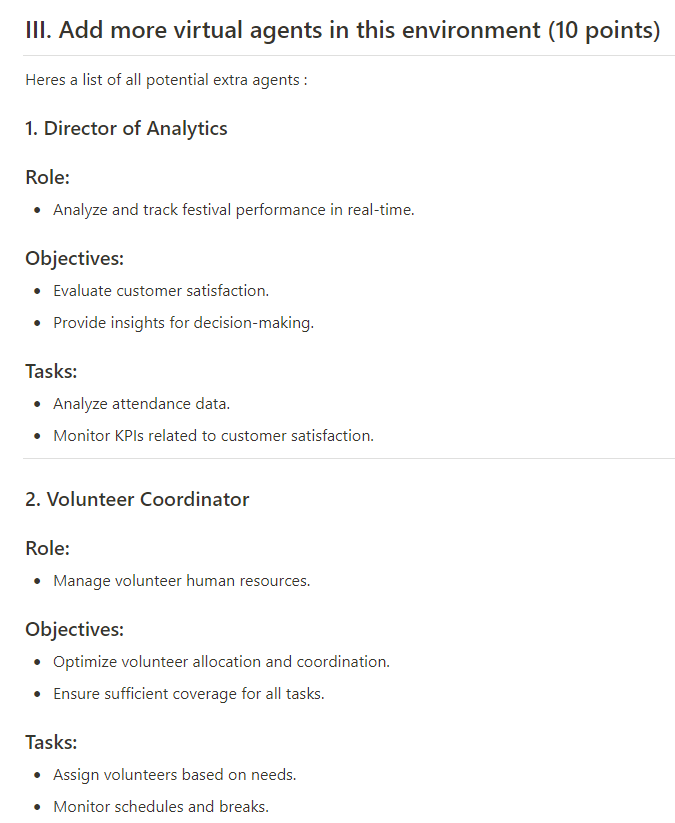 III. Add more virtual agents in this environment (10 points)
Heres a list of all potential extra agents :
1. Director of Analytics
Role:
• Analyze and track festival performance in real-time.
Objectives:
• Evaluate customer satisfaction.
• Provide insights for decision-making.
Tasks:
• Analyze attendance data.
• Monitor KPIs related to customer satisfaction.
2. Volunteer Coordinator
Role:
• Manage volunteer human resources.
Objectives:
• Optimize volunteer allocation and coordination.
• Ensure sufficient coverage for all tasks.
Tasks:
• Assign volunteers based on needs.
• Monitor schedules and breaks.